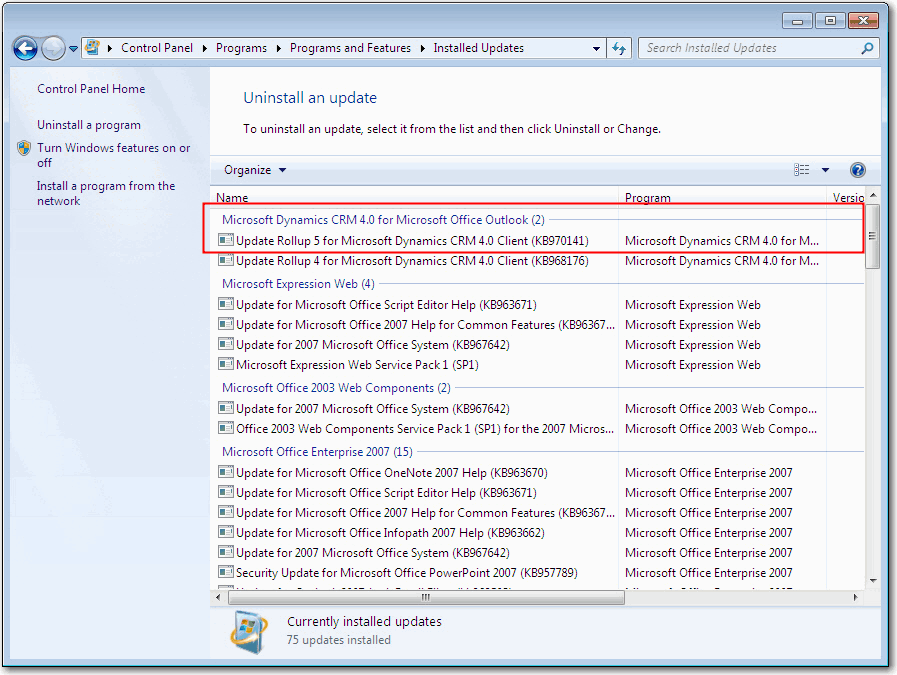 Control Panel Programs Programs and Features Installed Updates
Search Installed Updates
Control Panel Home
Uninstall a program
Turn Windows features on or
off
Install a program from the
network
Uninstall an update
To uninstall an update, select it from the list and then click Uninstall or Change.
Organize
Name Program Versio
Microsoft Dynamics CRM 4.0 for Microsoft Office Outlook (2)
Update Rollup 5 for Microsoft Dynamics CRM 4.0 Client (KB970141) Microsoft Dynamics CRM 4.0 for M...
Update Rollup 4 for Microsoft Dynamics CRM 4.0 Client (KB968176) Microsoft Dynamics CRM 4.0 for M...
Microsoft Expression Web (4)
Update for Microsoft Office Script Editor Help (KB963671) Microsoft Expression Web
Update for Microsoft Office 2007 Help for Common Features (KB96367... Microsoft Expression Web
Update for 2007 Microsoft Office System (KB967642) Microsoft Expression Web
Microsoft Expression Web Service Pack 1 (SP1) Microsoft Expression Web
Microsoft Office 2003 Web Components (2)
Update for 2007 Microsoft Office System (KB967642) Microsoft Office 2003 Web Compo...
Office 2003 Web Components Service Pack 1 (SP1) for the 2007 Micros... Microsoft Office 2003 Web Compo...
Microsoft Office Enterprise 2007 (15)
Update for Microsoft Office OneNote 2007 Help (KB963670) Microsoft Office Enterprise 2007
Update for Microsoft Office Script Editor Help (KB963671) Microsoft Office Enterprise 2007
Update for Microsoft Office 2007 Help for Common Features (KB96367... Microsoft Office Enterprise 2007
Update for Microsoft Office Infopath 2007 Help (KB963662) Microsoft Office Enterprise 2007
Update for 2007 Microsoft Office System (KB967642) Microsoft Office Enterprise 2007
Security Update for Microsoft Office PowerPoint 2007 (KB957789) Microsoft Office Enterprise 2007
Currently installed updates
75 updates installed